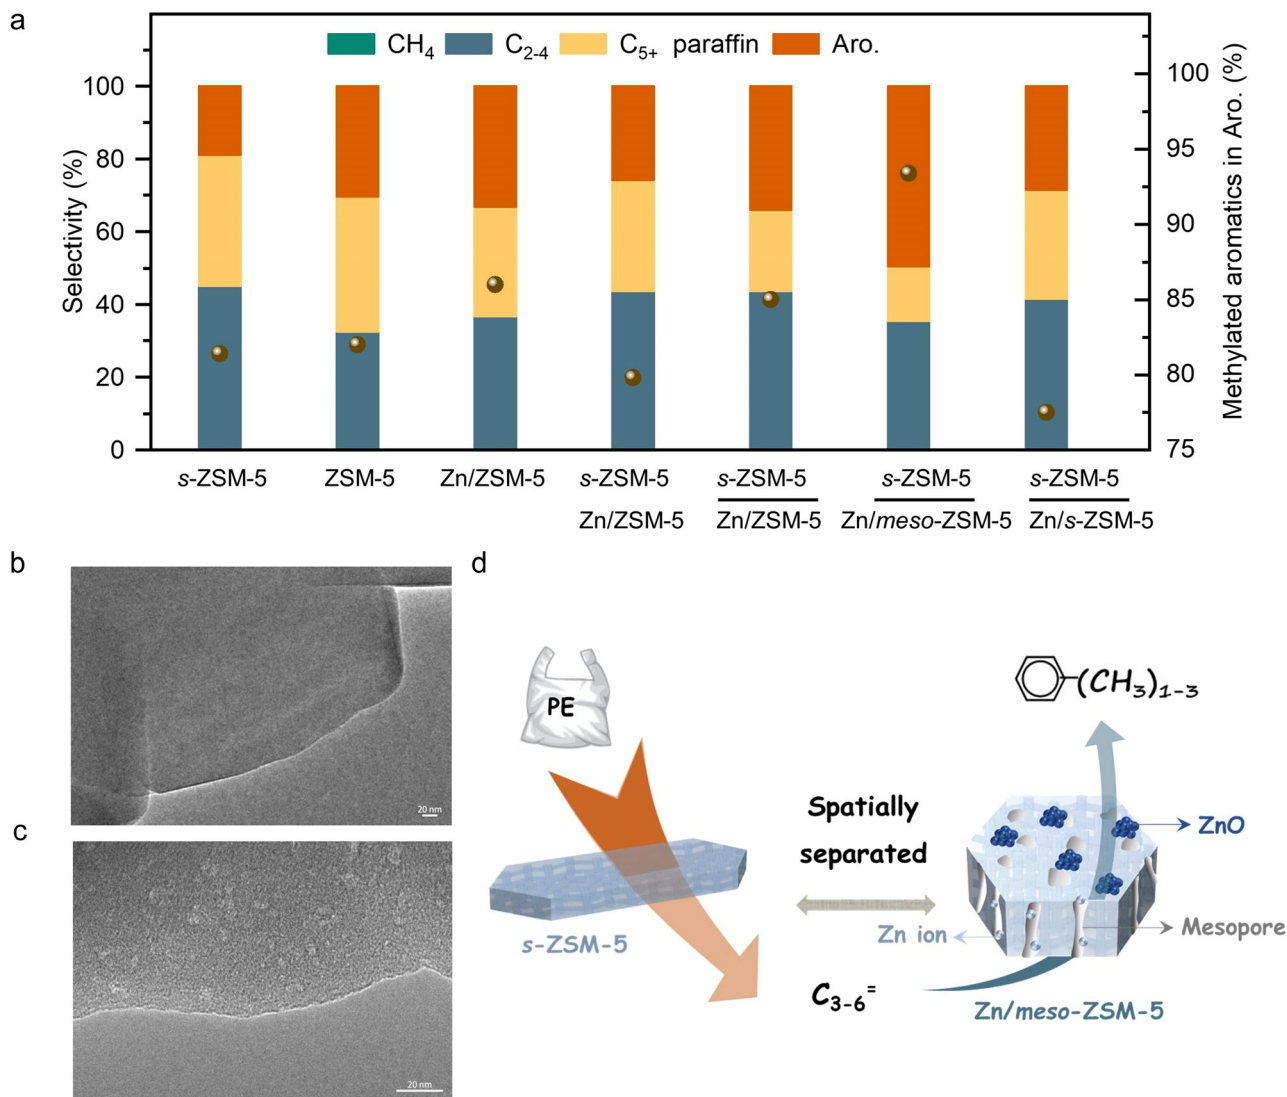 a
CH4 C2-4 C5+ paraffin Aro.
Selectivity (%)
100
80
60
40
20
0
Methylated aromatics in Aro. (%)
100
95
90
85
80
75
s-ZSM-5 ZSM-5 Zn/ZSM-5 s-ZSM-5 s-ZSM-5 s-ZSM-5 s-ZSM-5
Zn/ZSM-5 Zn/ZSM-5 Zn/meso-ZSM-5 Zn/s-ZSM-5
b
20 nm
c
20 nm
d
PE
(CH3)1-3
Spatially
separated
ZnO
s-ZSM-5
Zn ion
Mesopore
C3-6=
Zn/meso-ZSM-5